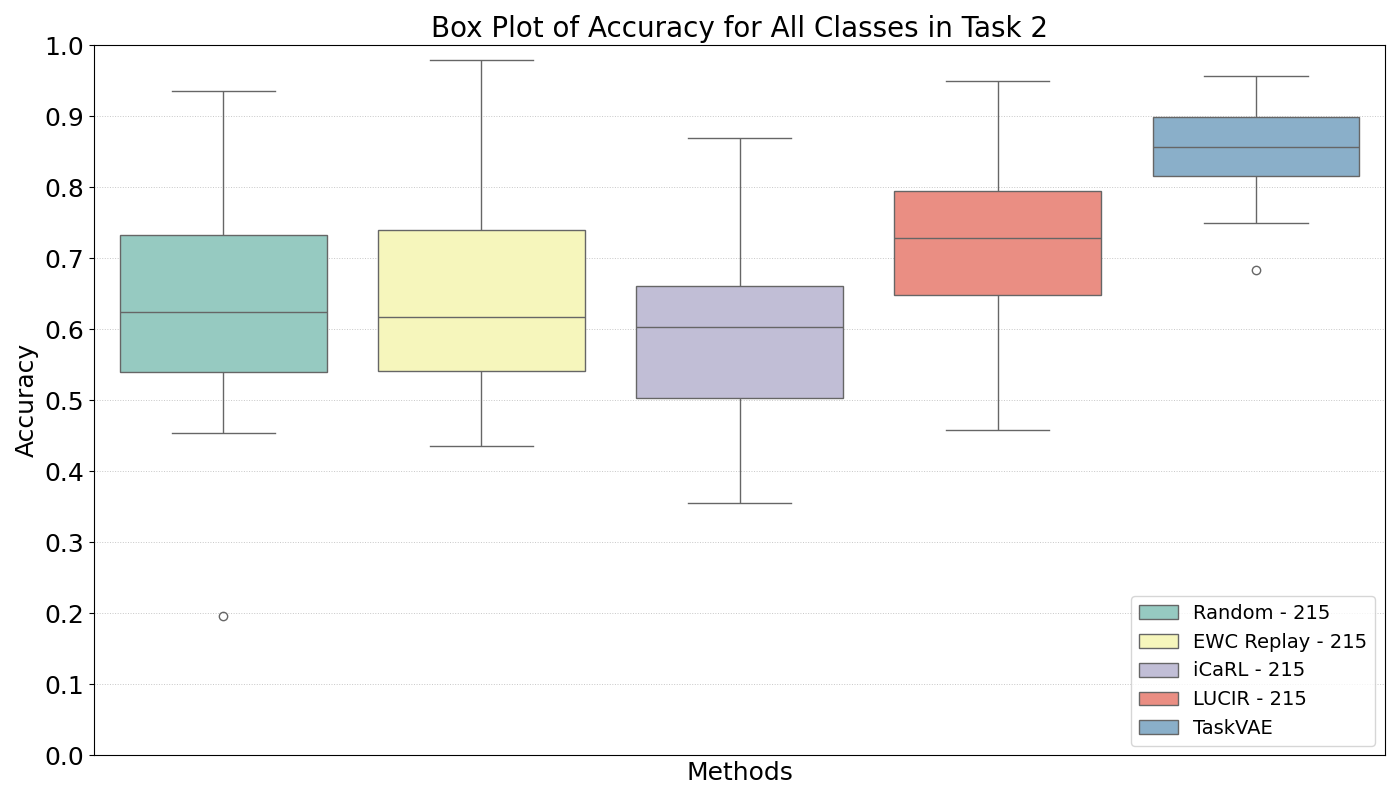 Box Plot of Accuracy for All Classes in Task 2
1.0
0.9
0.8
0.7
0.6
0.5
0.4
0.3
0.2
0.1
0.0
Accuracy
Methods
Random - 215
EWC Replay - 215
iCaRL - 215
LUCIR - 215
TaskVAE